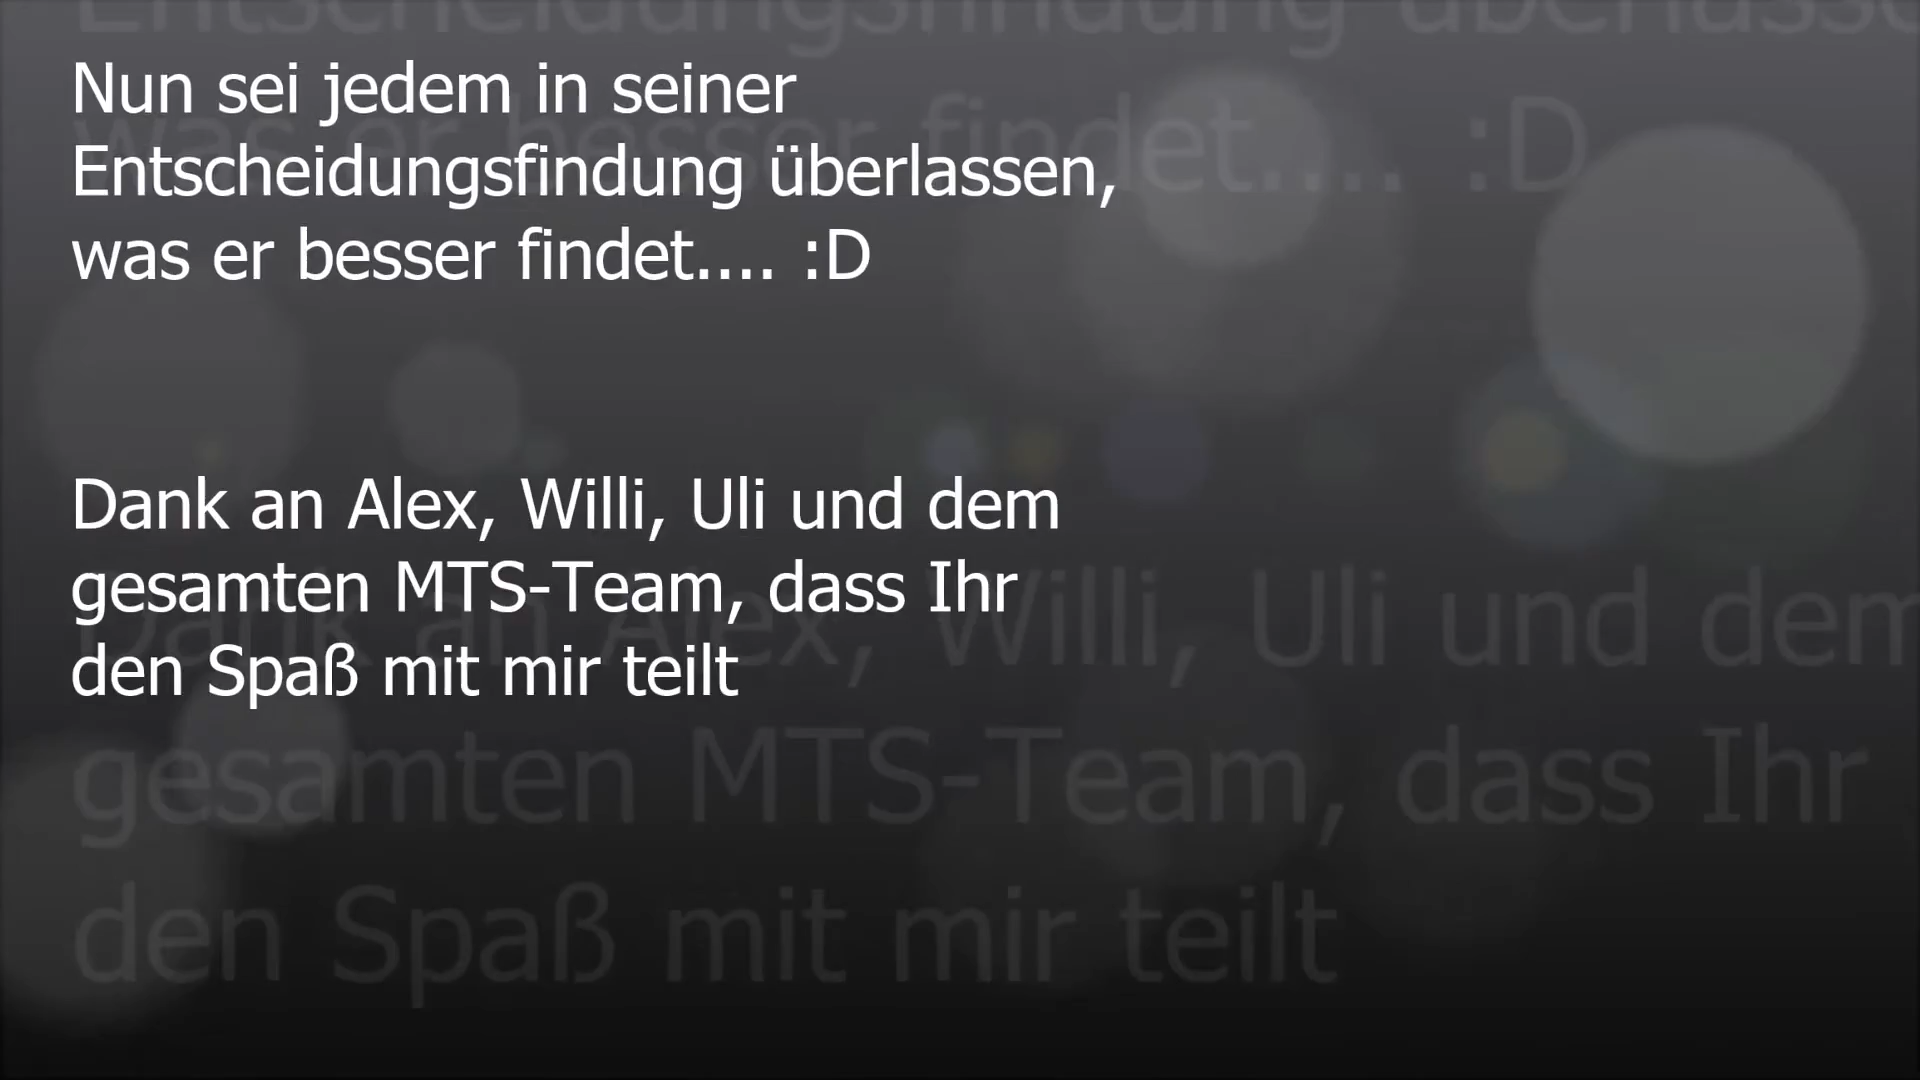 Nun sei jedem in seiner
Entscheidungsfindung überlassen,
was er besser findet.... :D
Dank an Alex, Willi, Uli und dem
gesamten MTS-Team, dass Ihr
den Spaß mit mir teilt